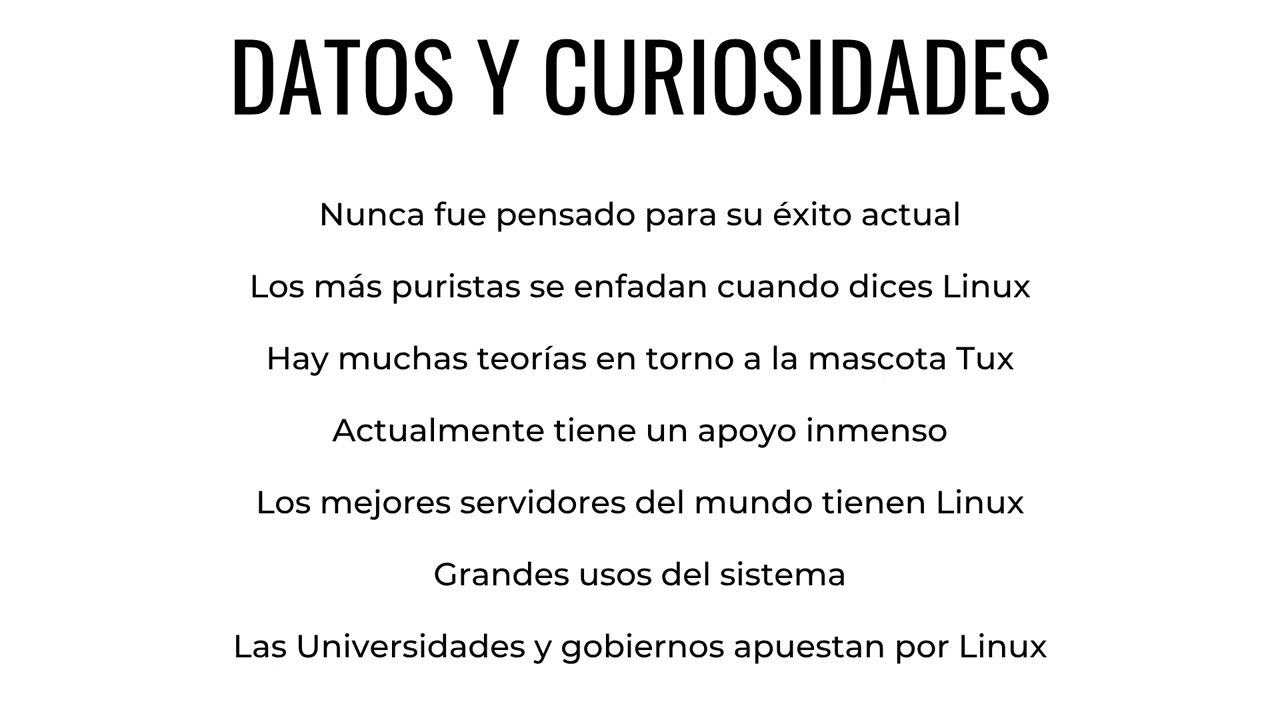 DATOS Y CURIOSIDADES
Nunca fue pensado para su éxito actual
Los más puristas se enfadan cuando dices Linux
Hay muchas teorías en torno a la mascota Tux
Actualmente tiene un apoyo inmenso
Los mejores servidores del mundo tienen Linux
Grandes usos del sistema
Las Universidades y gobiernos apuestan por Linux